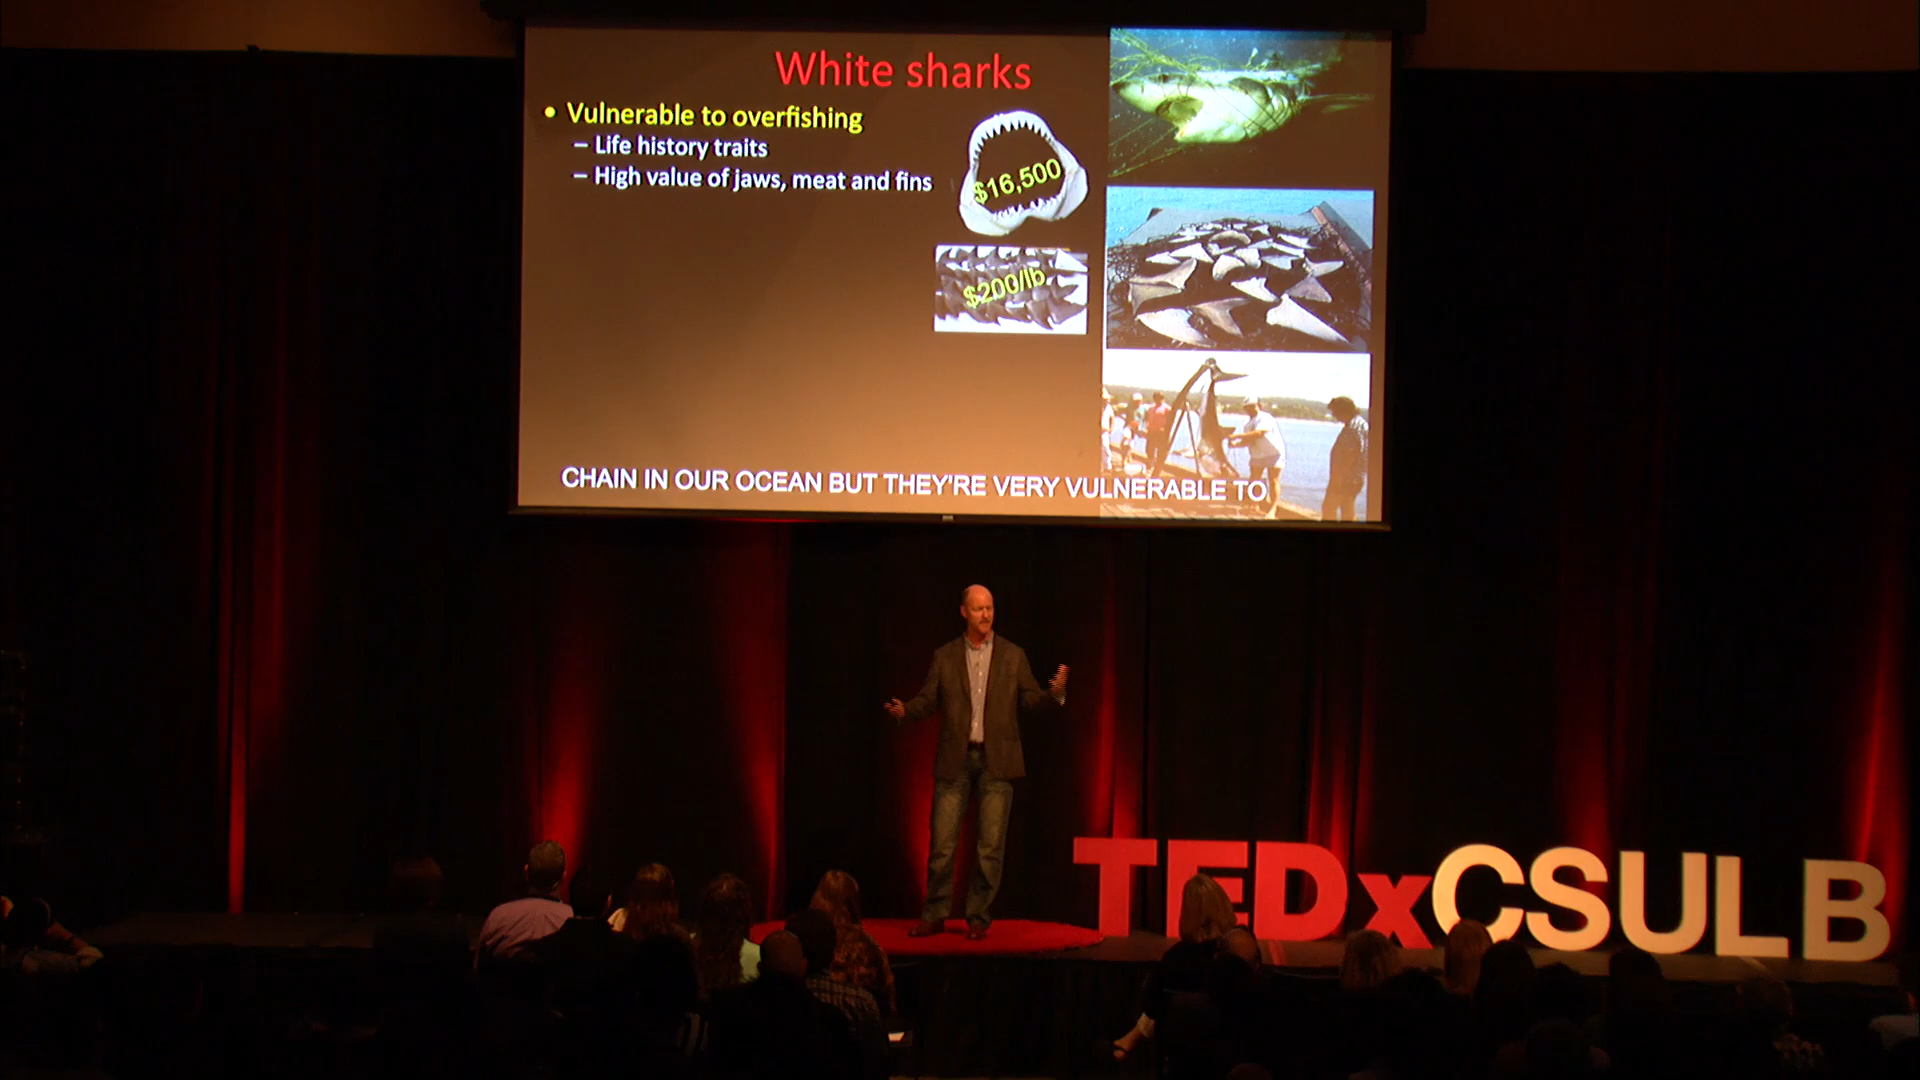 White sharks
• Vulnerable to overfishing
– Life history traits
– High value of jaws, meat and fins
$16,500
$200/lb
CHAIN IN OUR OCEAN BUT THEY'RE VERY VULNERABLE TO
TEDxCSULB